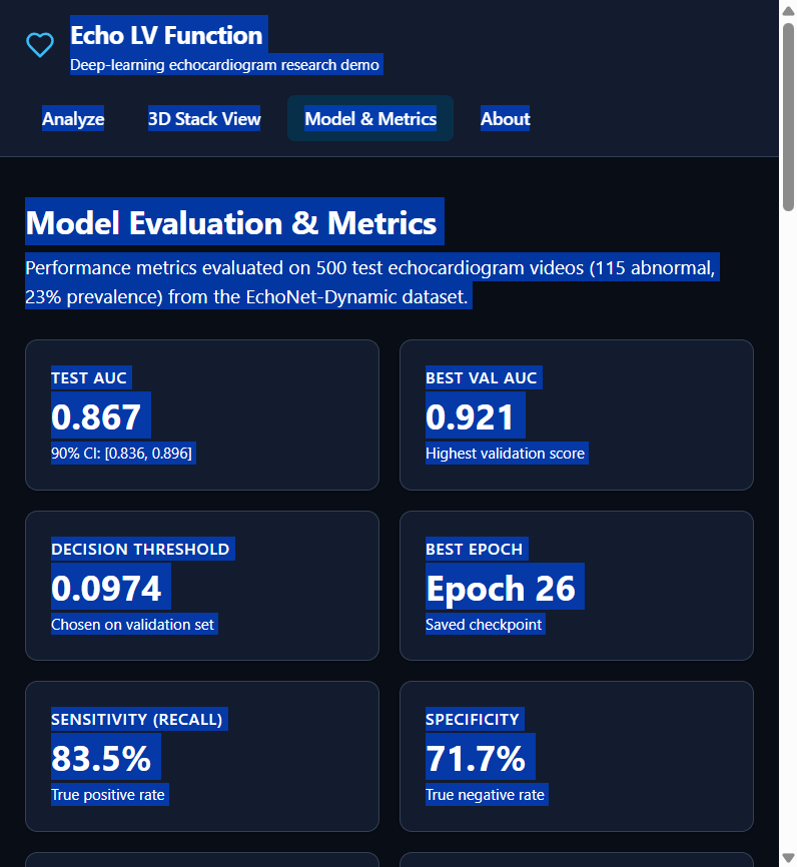 Echo LV Function
Deep-learning echocardiogram research demo
Analyze 3D Stack View Model & Metrics About
Model Evaluation & Metrics
Performance metrics evaluated on 500 test echocardiogram videos (115 abnormal,
23% prevalence) from the EchoNet-Dynamic dataset.
TEST AUC
0.867
90% CI: [0.836, 0.896]
BEST VAL AUC
0.921
Highest validation score
DECISION THRESHOLD
0.0974
Chosen on validation set
BEST EPOCH
Epoch 26
Saved checkpoint
SENSITIVITY (RECALL)
83.5%
True positive rate
SPECIFICITY
71.7%
True negative rate